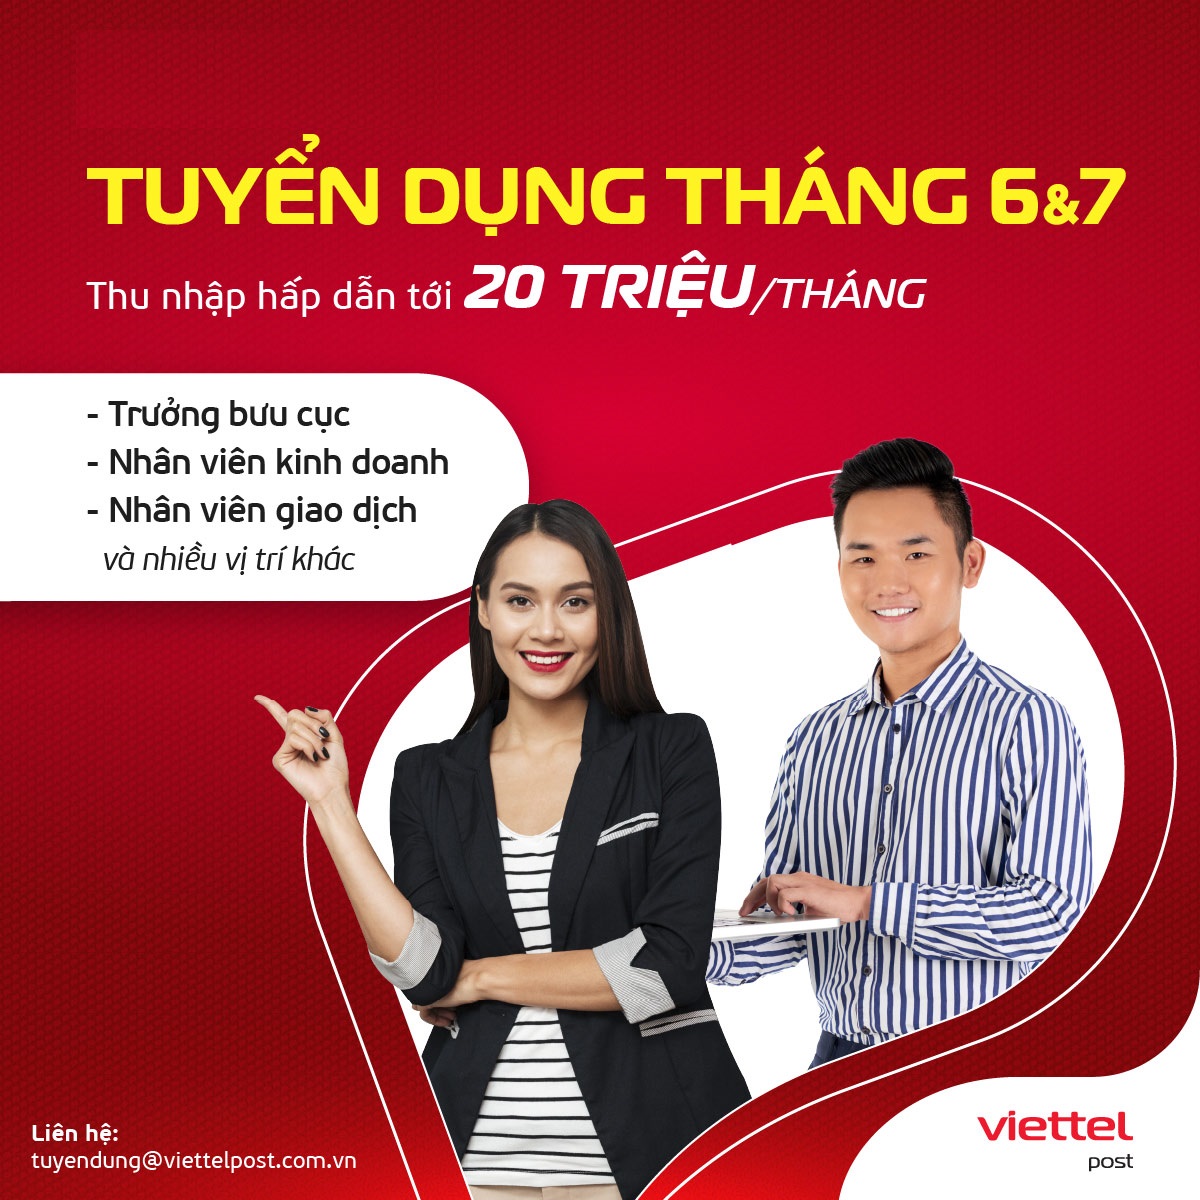 TUYỂN DỤNG THÁNG 6&7
Thu nhập hấp dẫn tới 20 TRIỆU/THÁNG
- Trưởng bưu cục
- Nhân viên kinh doanh
- Nhân viên giao dịch
và nhiều vị trí khác
Liên hệ:
tuyendung@viettelpost.com.vn
viettel
post